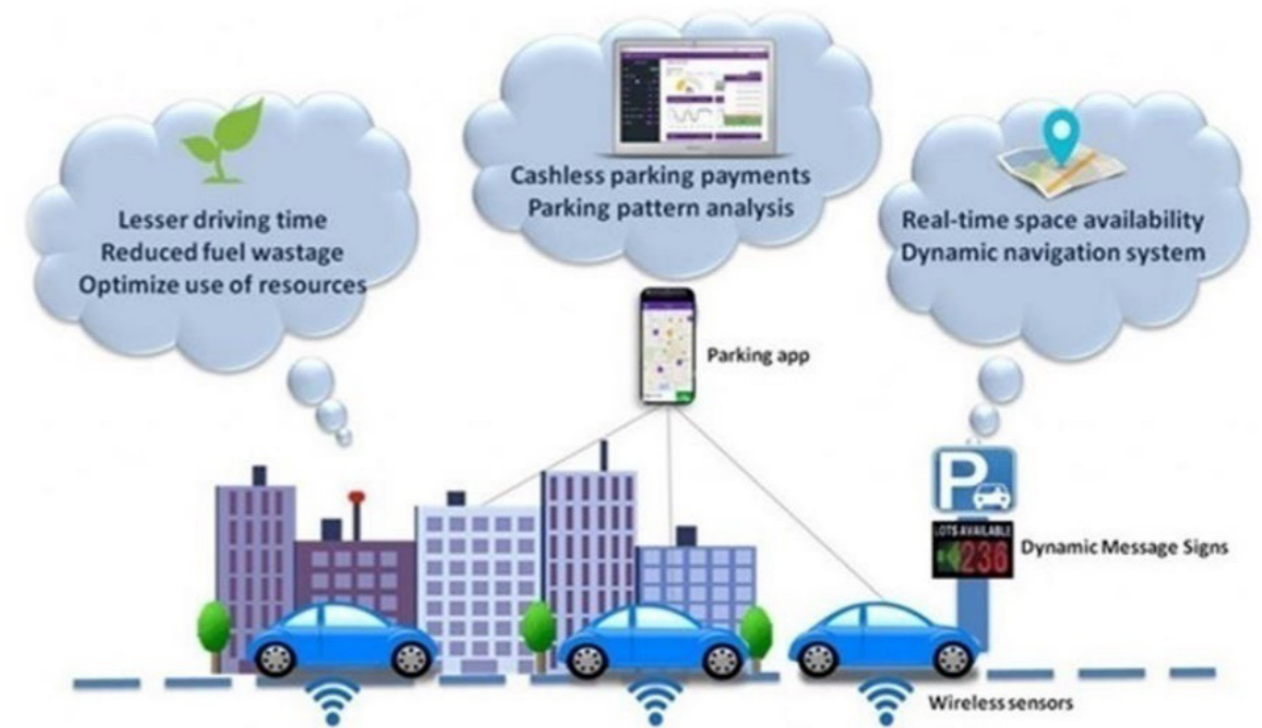 Lesser driving time
Reduced fuel wastage
Optimize use of resources
Cashless parking payments
Parking pattern analysis
Real-time space availability
Dynamic navigation system
Parking app
P
LOTS AVAILABLE
236
Dynamic Message Signs
Wireless sensors